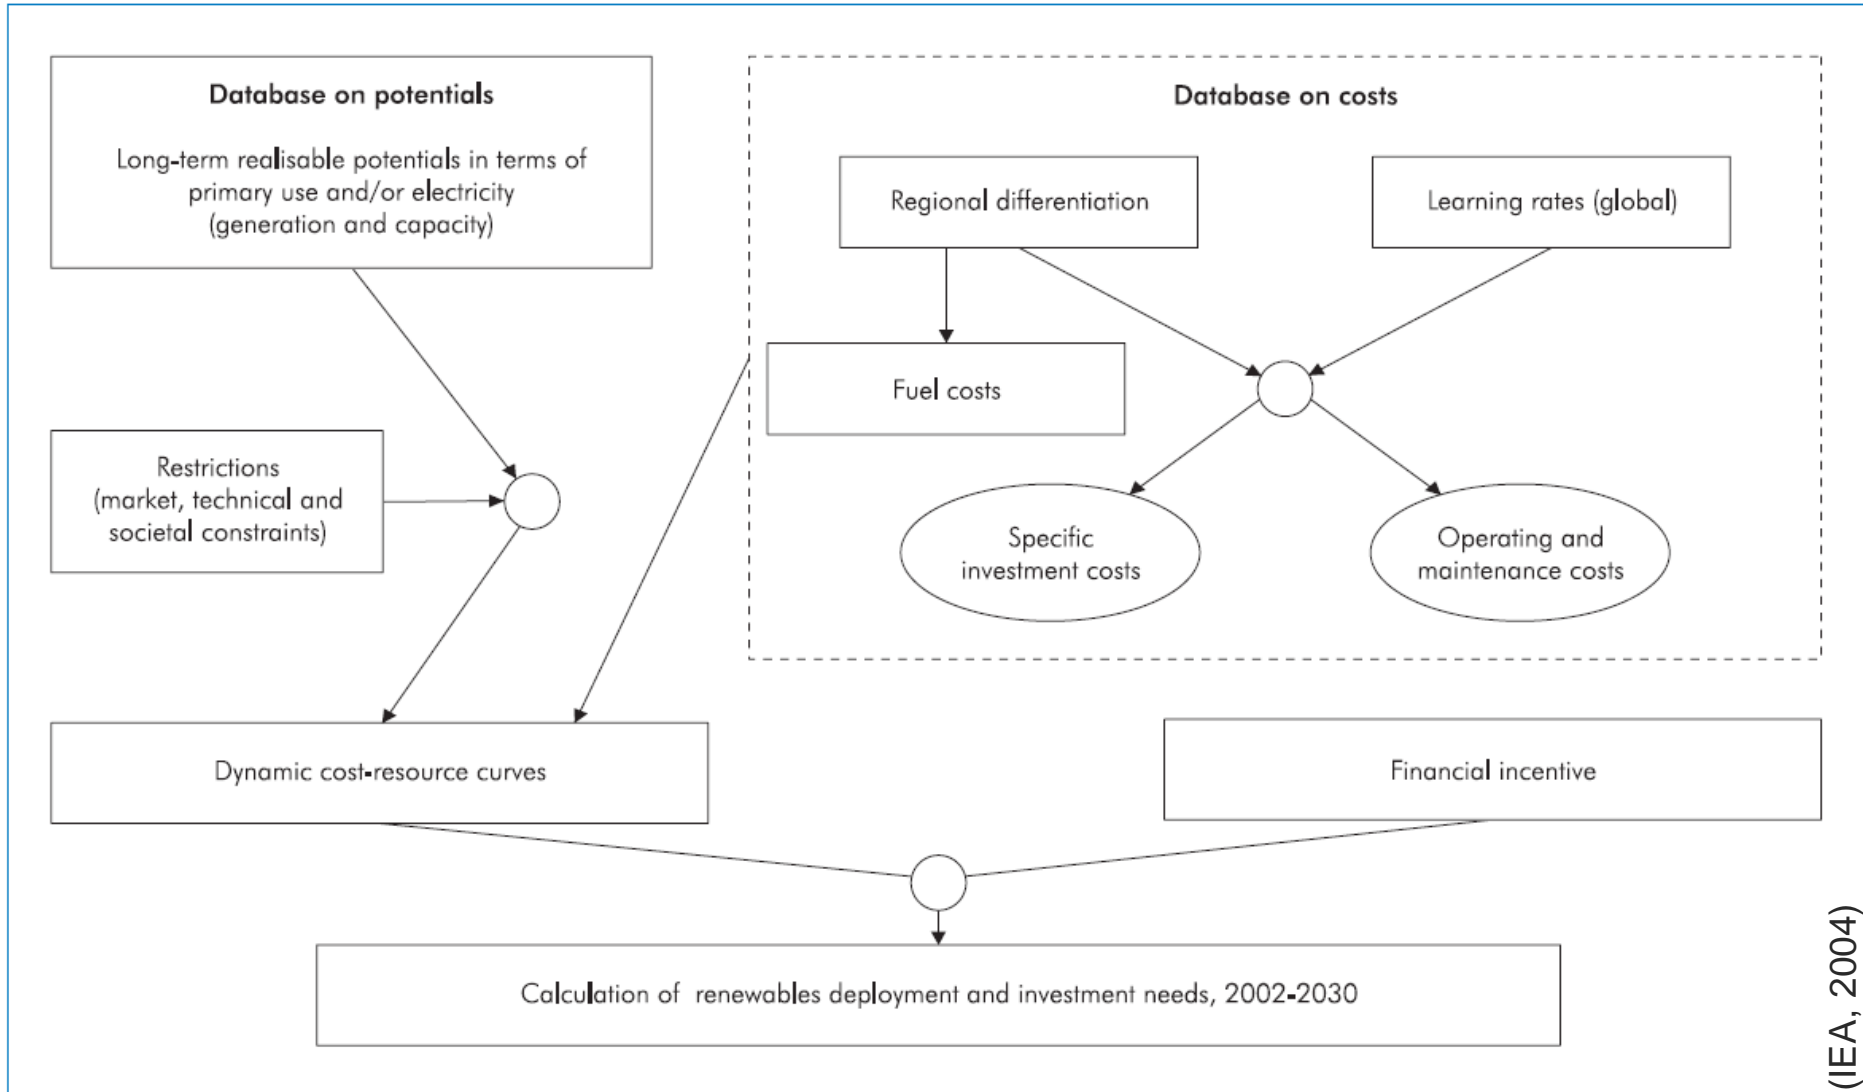 Database on potentials
Long-term realisable potentials in terms of
primary use and/or electricity
(generation and capacity)
Database on costs
Regional differentiation
Learning rates (global)
Fuel costs
Restrictions
(market, technical and
societal constraints)
Specific
investment costs
Operating and
maintenance costs
Dynamic cost-resource curves
Financial incentive
Calculation of renewables deployment and investment needs, 2002-2030
(IEA, 2004)